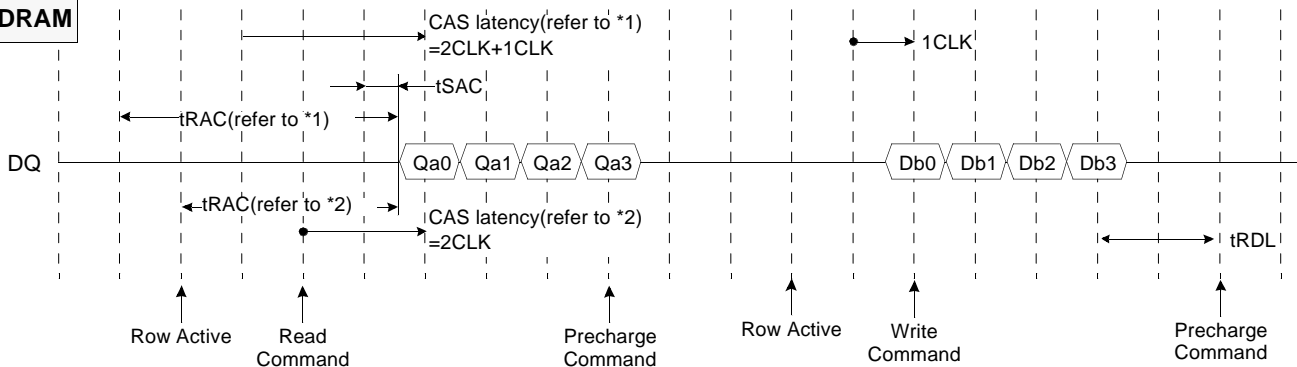 DRAM
CAS latency(refer to *1)
=2CLK+1CLK
1CLK
tSAC
tRAC(refer to *1)
DQ
Qa0 Qa1 Qa2 Qa3
Db0 Db1 Db2 Db3
tRAC(refer to *2)
CAS latency(refer to *2)
=2CLK
tRDL
Row Active
Read
Command
Precharge
Command
Row Active
Write
Command
Precharge
Command